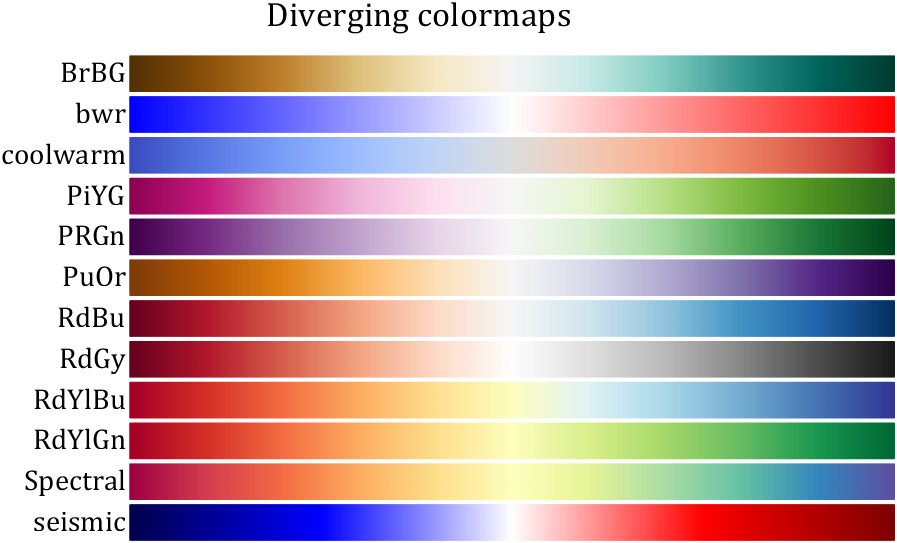 Diverging colormaps
BrBG
bwr
coolwarm
PiYG
PRGn
PuOr
RdBu
RdGy
RdYlBu
RdYlGn
Spectral
seismic